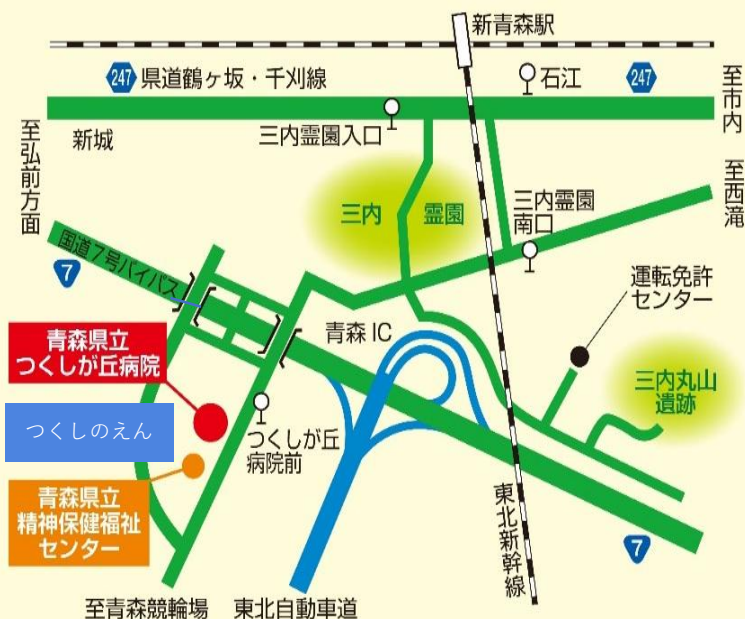 新青森駅
247 県道鶴ヶ坂・千刈線
石江
247
至市内
至弘前方面
新城
三内霊園入口
至西滝
三内 霊園
三内霊園
南口
国道7号バイパス
7
運転免許
センター
青森県立
つくしが丘病院
青森 IC
三内丸山
遺跡
つくしのえん
つくしが丘
病院前
青森県立
精神保健福祉
センター
東北新幹線
7
至青森競輪場
東北自動車道